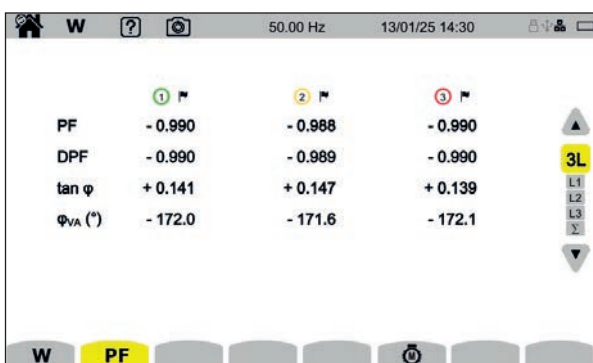 W ? 50.00 Hz 13/01/25 14:30
1 2 3
PF - 0.990 - 0.988 - 0.990
DPF - 0.990 - 0.989 - 0.990
tan φ + 0.141 + 0.147 + 0.139
φVA (°) - 172.0 - 171.6 - 172.1
3L
L1
L2
L3
Σ
W PF M